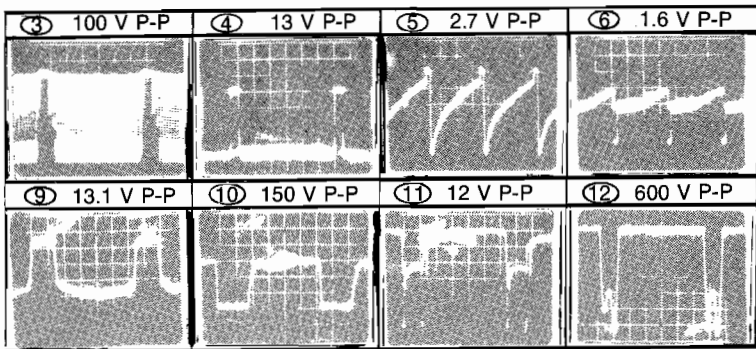 ③ 100 V P-P ④ 13 V P-P ⑤ 2.7 V P-P ⑥ 1.6 V P-P
⑨ 13.1 V P-P ⑩ 150 V P-P ⑪ 12 V P-P ⑫ 600 V P-P